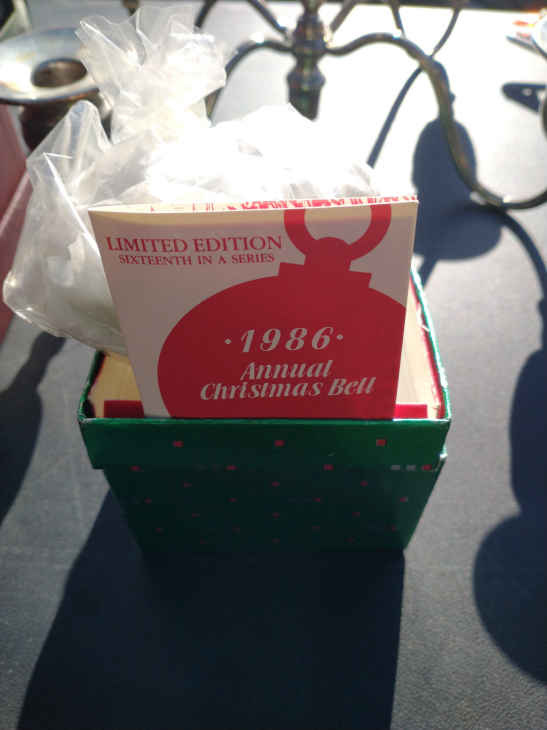 LIMITED EDITION
SIXTEENTH IN A SERIES
·1986·
Annual
Christmas Bell